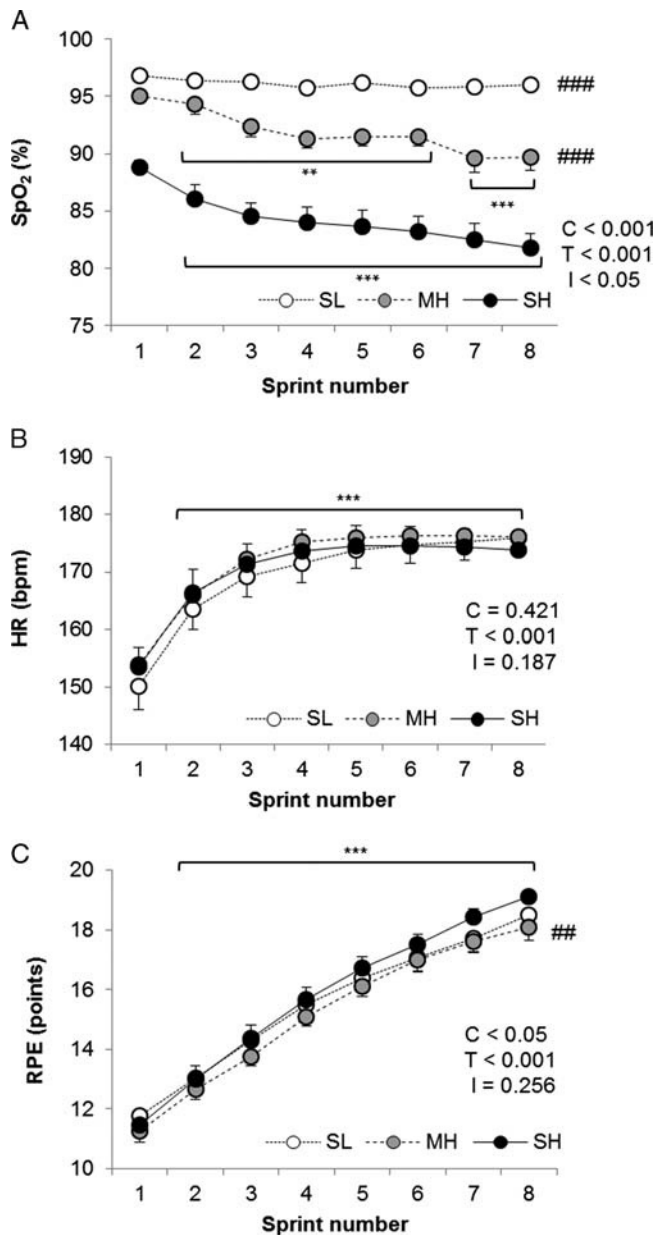 A
100
95
90
85
80
75
SpO₂ (%)
###
###
**
***
***
C < 0.001
T < 0.001
I < 0.05
SL MH SH
1 2 3 4 5 6 7 8
Sprint number
B
190
180
170
160
150
140
HR (bpm)
***
C = 0.421
T < 0.001
I = 0.187
SL MH SH
1 2 3 4 5 6 7 8
Sprint number
C
20
18
16
14
12
10
RPE (points)
***
##
C < 0.05
T < 0.001
I = 0.256
SL MH SH
1 2 3 4 5 6 7 8
Sprint number